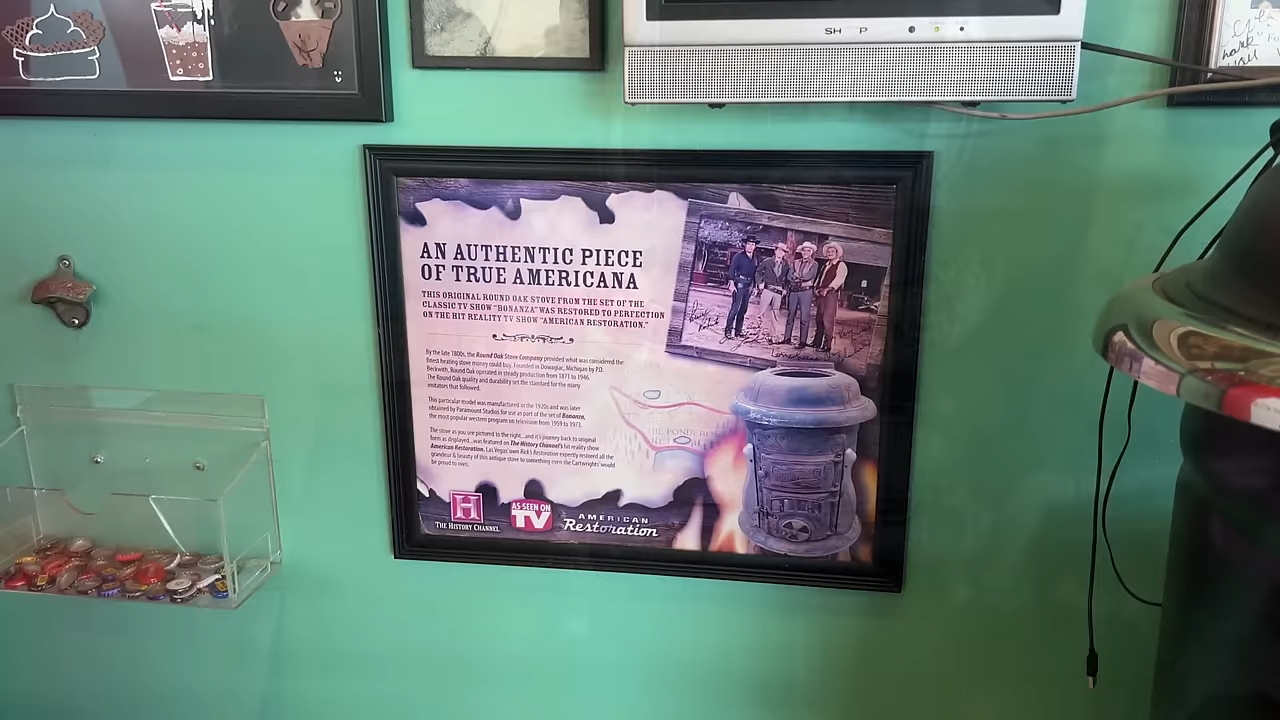 SH P
AN AUTHENTIC PIECE
OF TRUE AMERICANA
THIS ORIGINAL ROUND OAK STOVE FROM THE SET OF THE
CLASSIC TV SHOW "BONANZA" WAS RESTORED TO PERFECTION
ON THE HIT REALITY TV SHOW "AMERICAN RESTORATION."
By the late 1800s, the Round Oak Stove Company provided what was considered the
finest heating stove money could buy. Founded in Dowagiac, Michigan by P.D.
Beckwith, Round Oak operated in steady production from 1871 to 1946.
The Round Oak quality and durability set the standard for the many
imitators that followed.
This particular model was manufactured in the 1920s and was later
obtained by Paramount Studios for use as part of the set of Bonanza,
the most popular western program on television from 1959 to 1973.
The stove as you see pictured to the right...and it's journey back to original
form as displayed...was featured on The History Channel's hit reality show
American Restoration. Las Vegas' own Rick's Restoration expertly restored all the
grandeur & beauty of this antique stove to something even the Cartwrights' would
be proud to own.
THE PONDERO
H
THE HISTORY CHANNEL
AS SEEN ON
TV
AMERICAN
Restoration